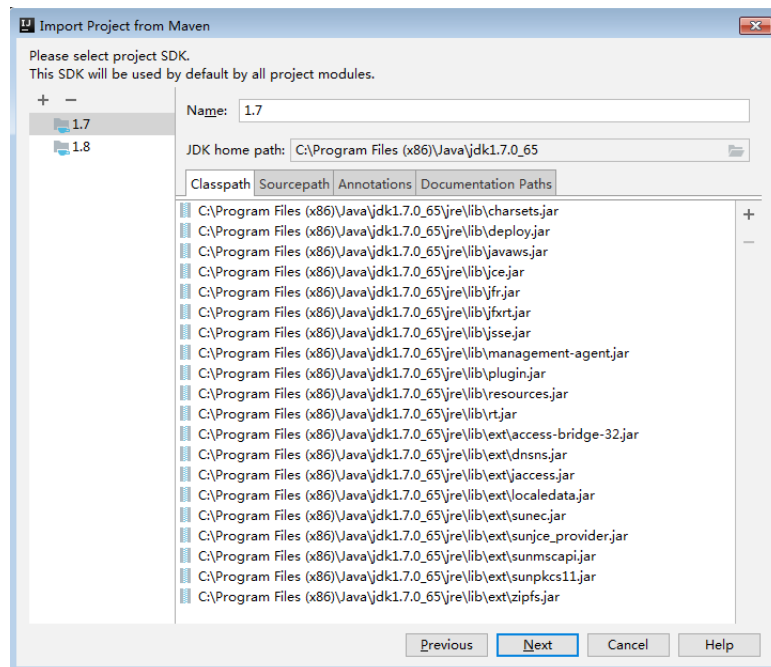 Import Project from Maven
Please select project SDK.
This SDK will be used by default by all project modules.
1.7
1.8
Name: 1.7
JDK home path: C:\Program Files (x86)\Java\jdk1.7.0_65
Classpath Sourcepath Annotations Documentation Paths
C:\Program Files (x86)\Java\jdk1.7.0_65\jre\lib\charsets.jar
C:\Program Files (x86)\Java\jdk1.7.0_65\jre\lib\deploy.jar
C:\Program Files (x86)\Java\jdk1.7.0_65\jre\lib\javaws.jar
C:\Program Files (x86)\Java\jdk1.7.0_65\jre\lib\jce.jar
C:\Program Files (x86)\Java\jdk1.7.0_65\jre\lib\jfr.jar
C:\Program Files (x86)\Java\jdk1.7.0_65\jre\lib\jfxrt.jar
C:\Program Files (x86)\Java\jdk1.7.0_65\jre\lib\jsse.jar
C:\Program Files (x86)\Java\jdk1.7.0_65\jre\lib\management-agent.jar
C:\Program Files (x86)\Java\jdk1.7.0_65\jre\lib\plugin.jar
C:\Program Files (x86)\Java\jdk1.7.0_65\jre\lib\resources.jar
C:\Program Files (x86)\Java\jdk1.7.0_65\jre\lib\rt.jar
C:\Program Files (x86)\Java\jdk1.7.0_65\jre\lib\ext\access-bridge-32.jar
C:\Program Files (x86)\Java\jdk1.7.0_65\jre\lib\ext\dnsns.jar
C:\Program Files (x86)\Java\jdk1.7.0_65\jre\lib\ext\jaccess.jar
C:\Program Files (x86)\Java\jdk1.7.0_65\jre\lib\ext\localedata.jar
C:\Program Files (x86)\Java\jdk1.7.0_65\jre\lib\ext\sunec.jar
C:\Program Files (x86)\Java\jdk1.7.0_65\jre\lib\ext\sunjce_provider.jar
C:\Program Files (x86)\Java\jdk1.7.0_65\jre\lib\ext\sunmscapi.jar
C:\Program Files (x86)\Java\jdk1.7.0_65\jre\lib\ext\sunpkcs11.jar
C:\Program Files (x86)\Java\jdk1.7.0_65\jre\lib\ext\zipfs.jar
Previous Next Cancel Help